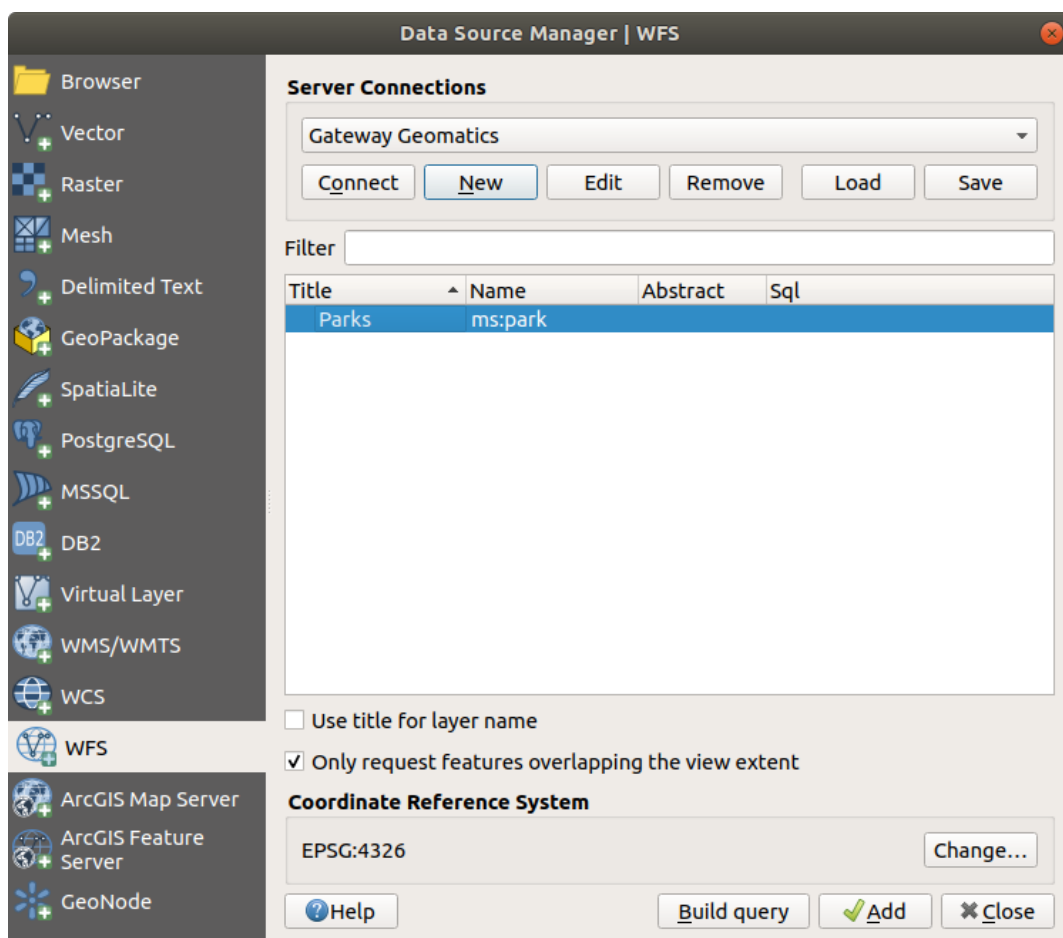 Data Source Manager | WFS
Browser
Vector
Raster
Mesh
Delimited Text
GeoPackage
SpatiaLite
PostgreSQL
MSSQL
DB2
DB2
Virtual Layer
WMS/WMTS
WCS
WFS
ArcGIS Map Server
ArcGIS Feature
Server
GeoNode
Server Connections
Gateway Geomatics
Connect New Edit Remove Load Save
Filter
Title Name Abstract Sql
Parks ms:park
Use title for layer name
Only request features overlapping the view extent
Coordinate Reference System
EPSG:4326 Change...
Help Build query Add Close